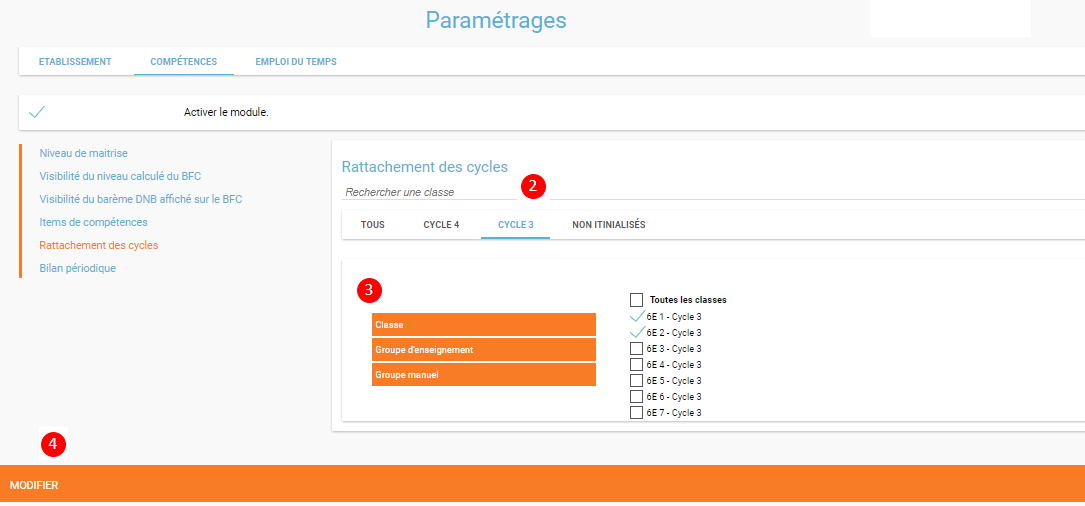 Paramétrages
ETABLISSEMENT COMPÉTENCES EMPLOI DU TEMPS
Activer le module.
Niveau de maitrise
Visibilité du niveau calculé du BFC
Visibilité du barème DNB affiché sur le BFC
Items de compétences
Rattachement des cycles
Bilan périodique
Rattachement des cycles
Rechercher une classe
2
TOUS CYCLE 4 CYCLE 3 NON ITINIALISÉS
3
Classe
Groupe d'enseignement
Groupe manuel
Toutes les classes
6E 1 - Cycle 3
6E 2 - Cycle 3
6E 3 - Cycle 3
6E 4 - Cycle 3
6E 5 - Cycle 3
6E 6 - Cycle 3
6E 7 - Cycle 3
4
MODIFIER